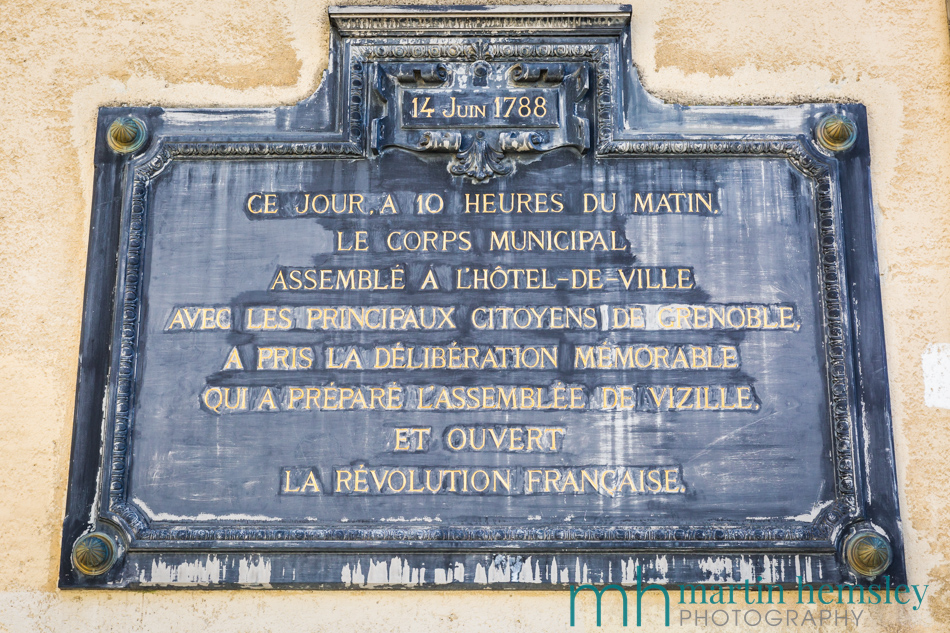 14 Juin 1788
CE JOUR, A 10 HEURES DU MATIN,
LE CORPS MUNICIPAL
ASSEMBLÉ A L'HÔTEL-DE-VILLE
AVEC LES PRINCIPAUX CITOYENS DE GRENOBLE,
A PRIS LA DÉLIBÉRATION MÉMORABLE
QUI A PRÉPARÉ L'ASSEMBLÉE DE VIZILLE,
ET OUVERT
LA RÉVOLUTION FRANÇAISE.
mh martin hemsley
PHOTOGRAPHY